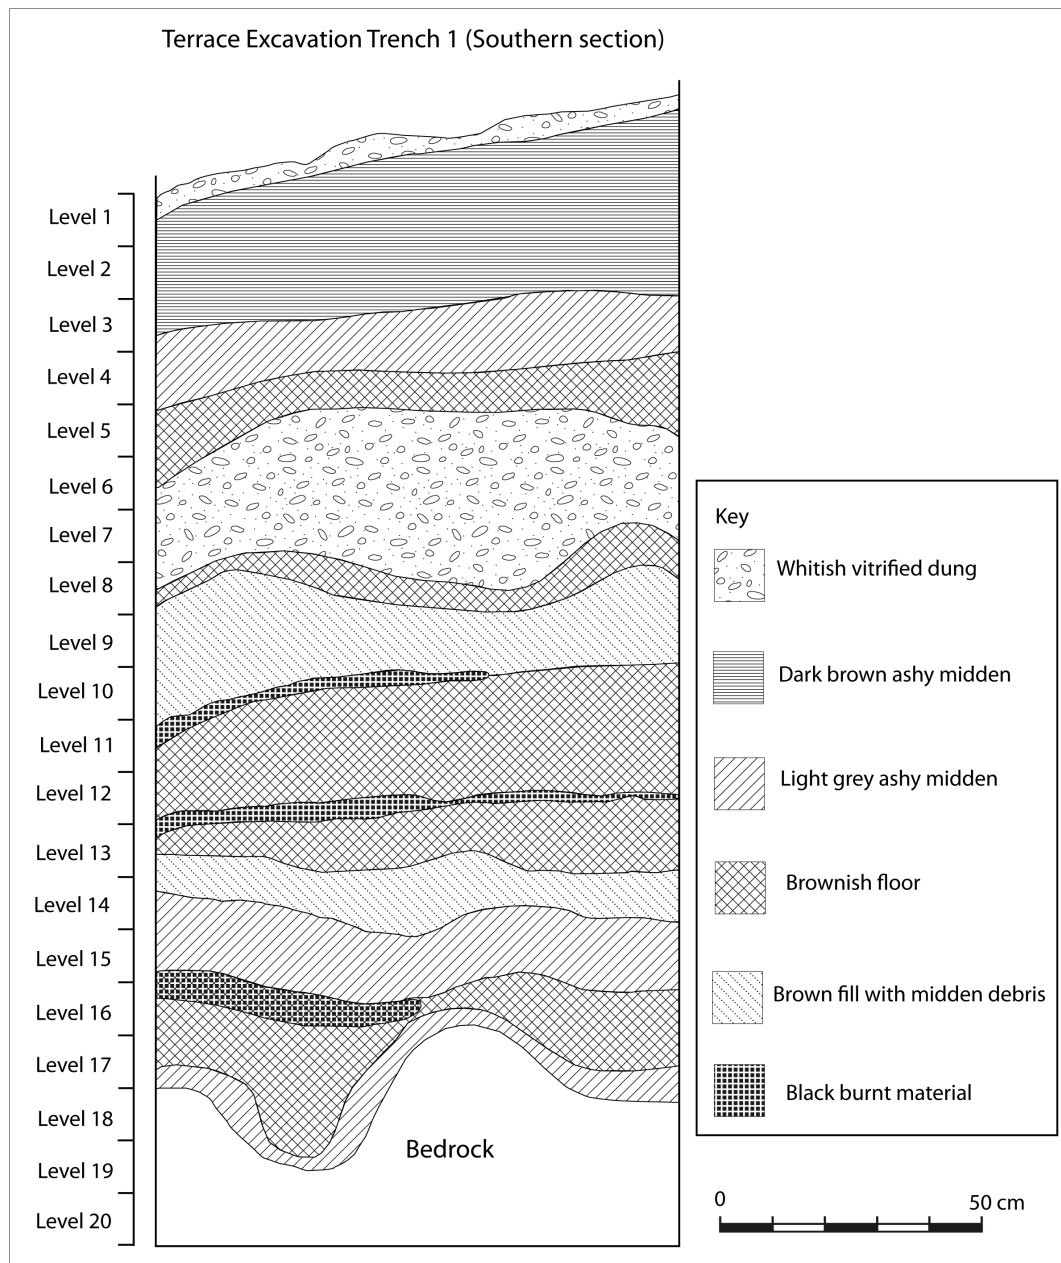 Terrace Excavation Trench 1 (Southern section)
Level 1
Level 2
Level 3
Level 4
Level 5
Level 6
Level 7
Level 8
Level 9
Level 10
Level 11
Level 12
Level 13
Level 14
Level 15
Level 16
Level 17
Level 18
Level 19
Level 20
Bedrock
Key
Whitish vitrified dung
Dark brown ashy midden
Light grey ashy midden
Brownish floor
Brown fill with midden debris
Black burnt material
0 50 cm